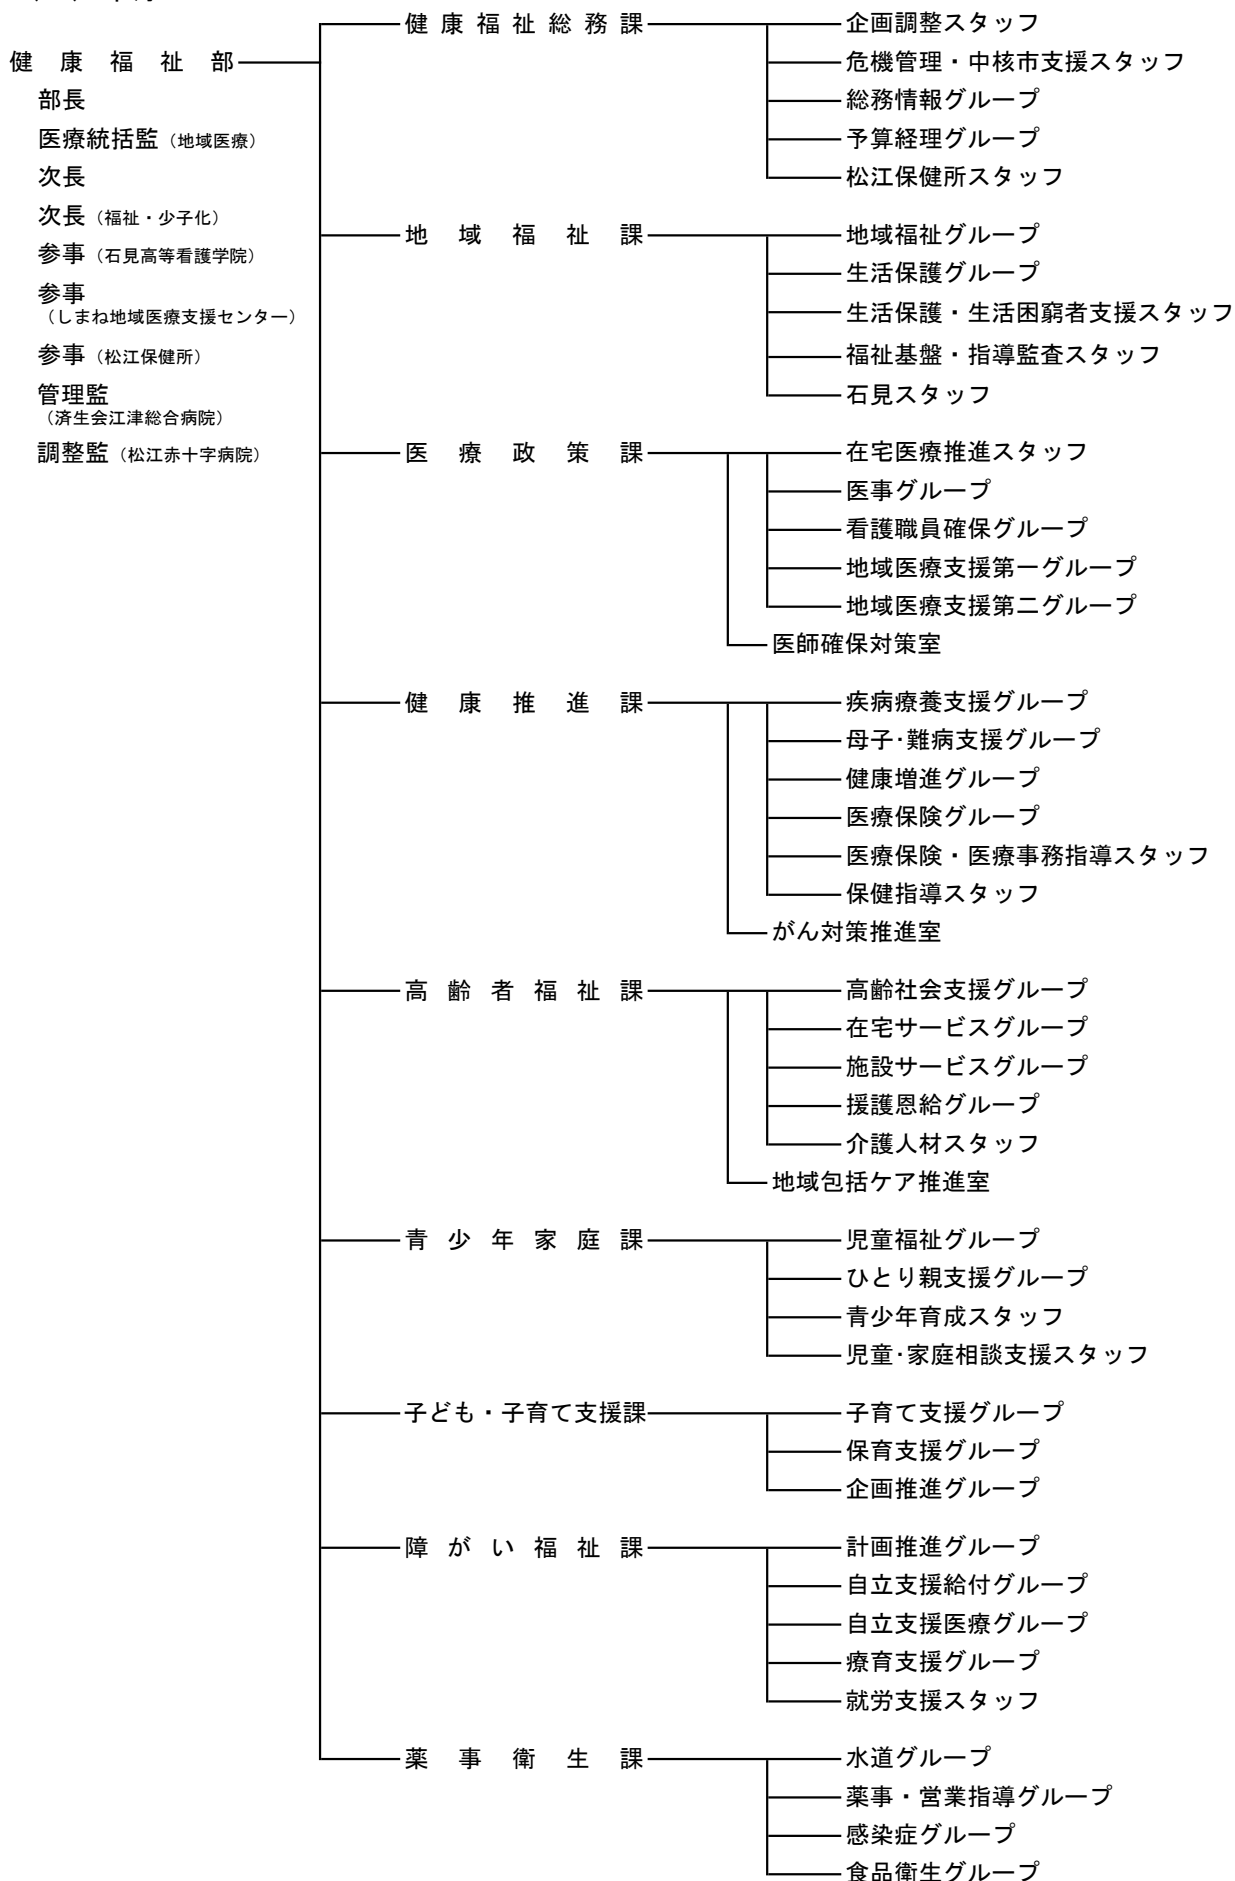 健康福祉部
部長
医療統括監（地域医療）
次長
次長（福祉・少子化）
参事（石見高等看護学院）
参事
（しまね地域医療支援センター）
参事（松江保健所）
管理監
（済生会江津総合病院）
調整監（松江赤十字病院）
健康福祉総務課
企画調整スタッフ
危機管理・中核市支援スタッフ
総務情報グループ
予算経理グループ
松江保健所スタッフ
地域福祉課
地域福祉グループ
生活保護グループ
生活保護・生活困窮者支援スタッフ
福祉基盤・指導監査スタッフ
石見スタッフ
医療政策課
在宅医療推進スタッフ
医事グループ
看護職員確保グループ
地域医療支援第一グループ
地域医療支援第二グループ
医師確保対策室
健康推進課
疾病療養支援グループ
母子・難病支援グループ
健康増進グループ
医療保険グループ
医療保険・医療事務指導スタッフ
保健指導スタッフ
がん対策推進室
高齢者福祉課
高齢社会支援グループ
在宅サービスグループ
施設サービスグループ
援護恩給グループ
介護人材スタッフ
地域包括ケア推進室
青少年家庭課
児童福祉グループ
ひとり親支援グループ
青少年育成スタッフ
児童・家庭相談支援スタッフ
子ども・子育て支援課
子育て支援グループ
保育支援グループ
企画推進グループ
障がい福祉課
計画推進グループ
自立支援給付グループ
自立支援医療グループ
療育支援グループ
就労支援スタッフ
薬事衛生課
水道グループ
薬事・営業指導グループ
感染症グループ
食品衛生グループ